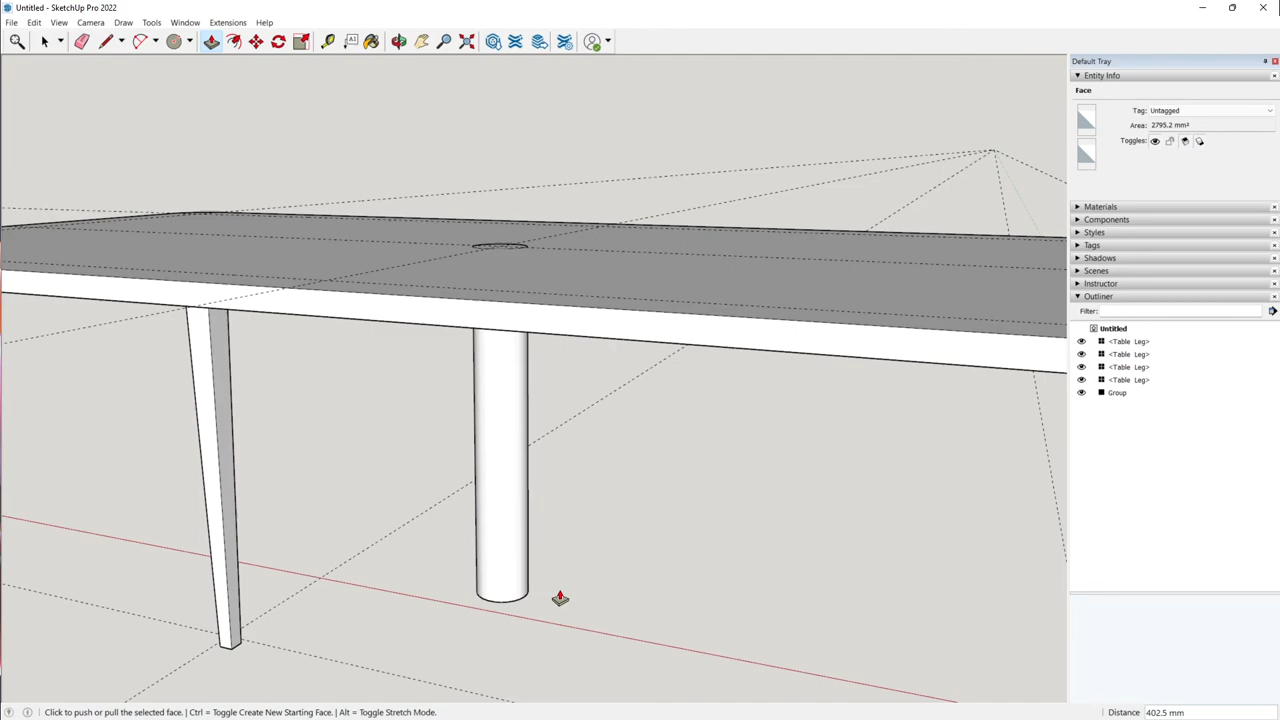 Untitled - SketchUp Pro 2022
File Edit View Camera Draw Tools Window Extensions Help
Default Tray
Entity Info
Face
Tag: Untagged
Area: 2795.2 mm²
Toggles:
Materials
Components
Styles
Tags
Shadows
Scenes
Instructor
Outliner
Filter:
Untitled
<Table Leg>
<Table Leg>
<Table Leg>
<Table Leg>
Group
Click to push or pull the selected face. | Ctrl = Toggle Create New Starting Face. | Alt = Toggle Stretch Mode.
Distance 402.5 mm